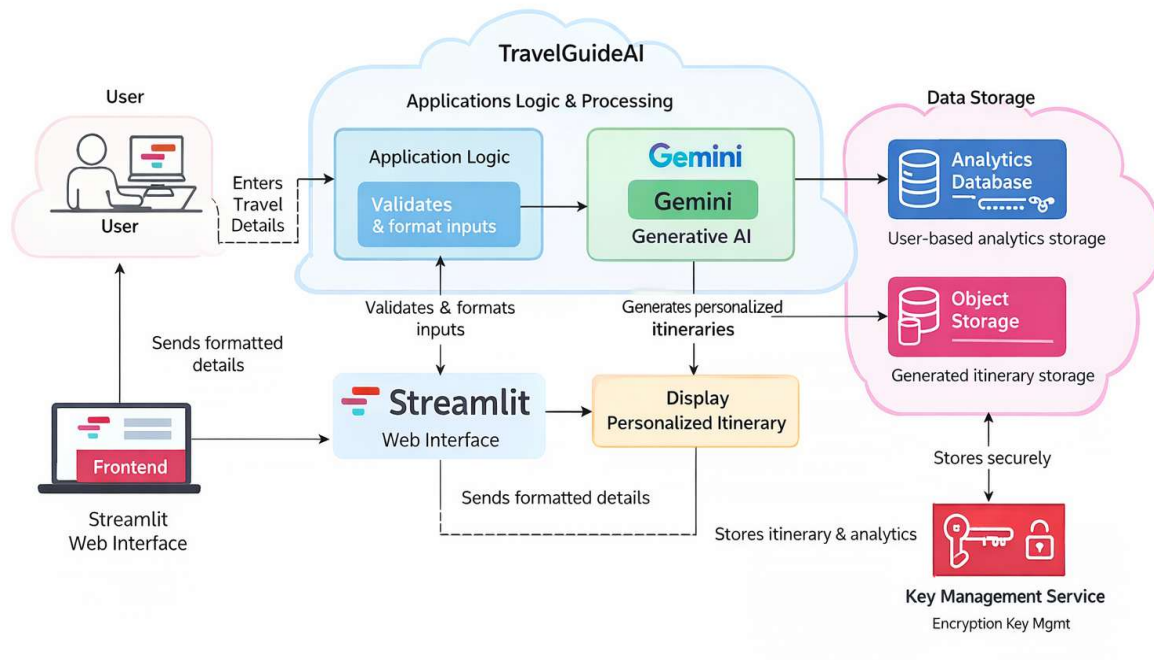 TravelGuideAI
User
Applications Logic & Processing
Data Storage
Application Logic
Validates
& format inputs
Gemini
Gemini
Generative AI
Analytics
Database
User-based analytics storage
Enters
Travel
Details
User
Validates & formats
inputs
Generates personalized
itineraries
Object
Storage
Generated itinerary storage
Sends formatted
details
Streamlit
Web Interface
Display
Personalized Itinerary
Frontend
Streamlit
Web Interface
Sends formatted details
Stores securely
Stores itinerary & analytics
Key Management Service
Encryption Key Mgmt